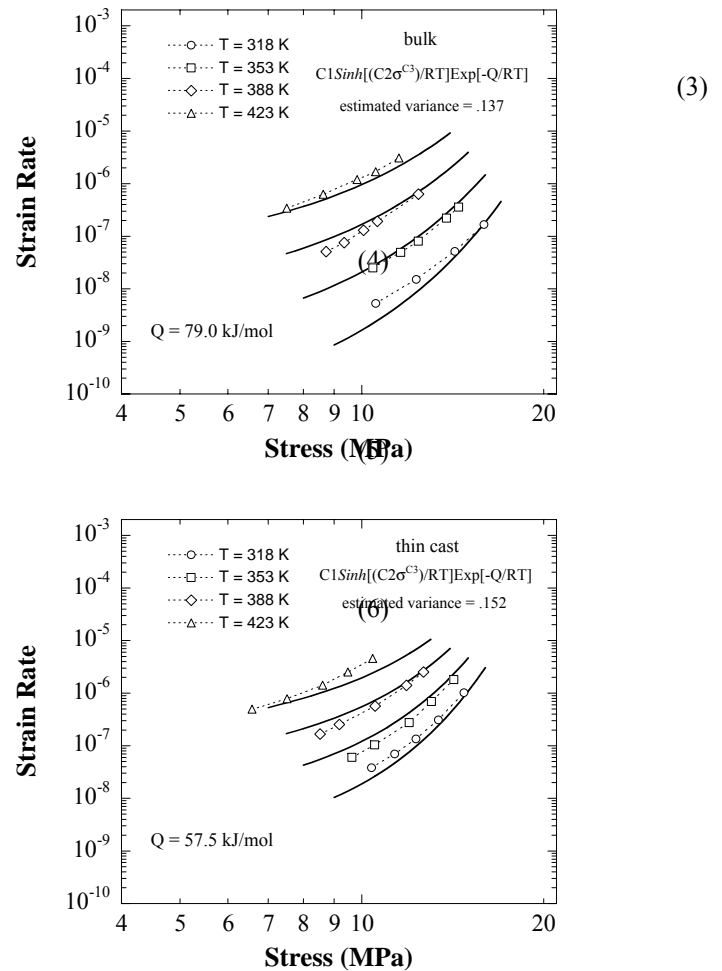 10⁻³
10⁻⁴
10⁻⁵
10⁻⁶
10⁻⁷
10⁻⁸
10⁻⁹
10⁻¹⁰
Strain Rate
T = 318 K
T = 353 K
T = 388 K
T = 423 K
bulk
C1Sinh[(C2σ^C3)/RT]Exp[-Q/RT]
estimated variance = .137
(3)
(4)
Q = 79.0 kJ/mol
4 5 6 7 8 9 10 20
Stress (MPa)
(5)
10⁻³
10⁻⁴
10⁻⁵
10⁻⁶
10⁻⁷
10⁻⁸
10⁻⁹
10⁻¹⁰
Strain Rate
T = 318 K
T = 353 K
T = 388 K
T = 423 K
thin cast
C1Sinh[(C2σ^C3)/RT]Exp[-Q/RT]
estimated variance = .152
(6)
Q = 57.5 kJ/mol
4 5 6 7 8 9 10 20
Stress (MPa)